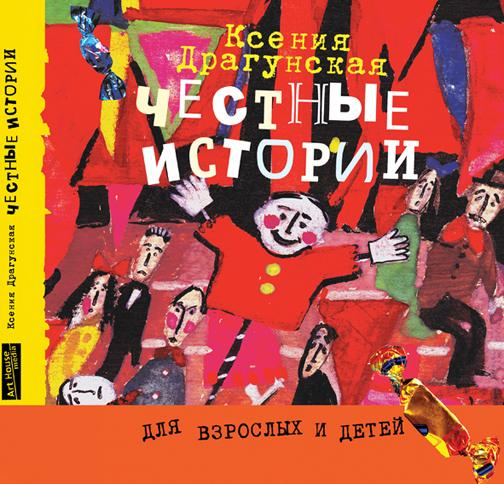 Ксения
Драгунская
ЧЕСТНЫЕ
ИСТОРИИ
ДЛЯ ВЗРОСЛЫХ И ДЕТЕЙ
Ксения Драгунская ЧЕСТНЫЕ ИСТОРИИ
Art House
media